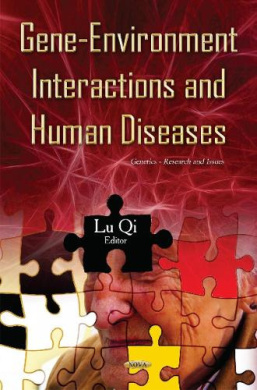 Gene-Environment
Interactions and
Human Diseases
Genetics - Research and Issues
Lu Qi
Editor
NOVA